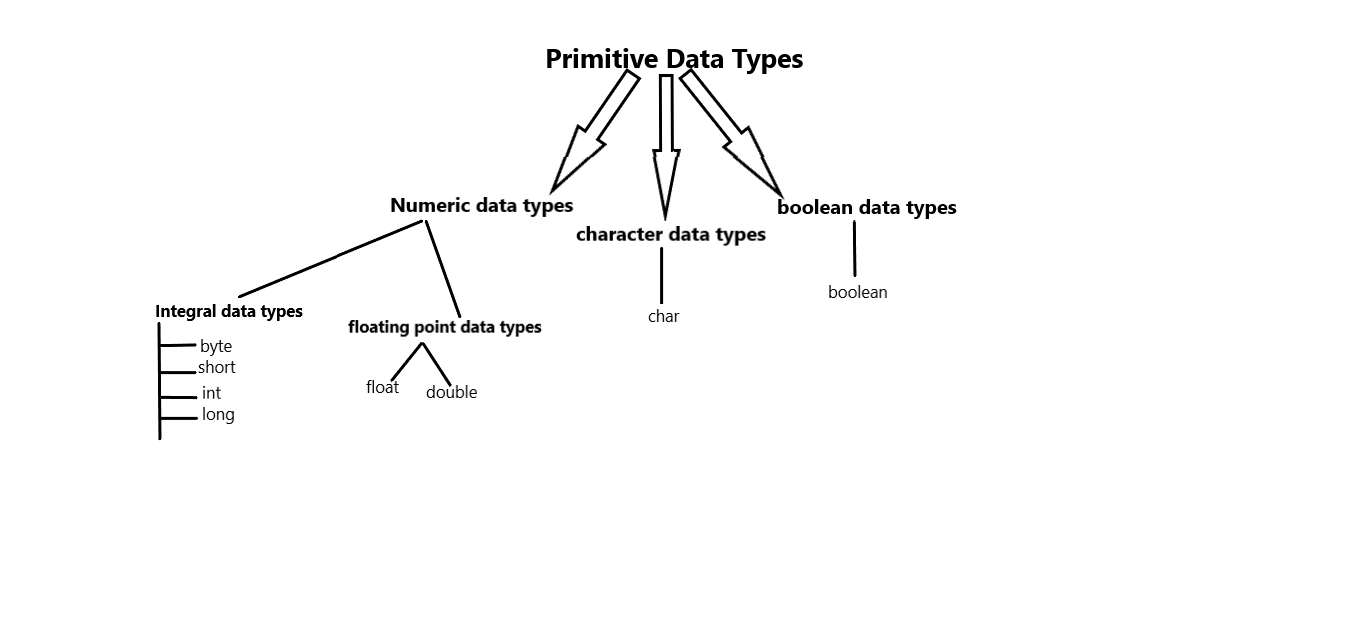 Primitive Data Types
Numeric data types
character data types
boolean data types
Integral data types
byte
short
int
long
floating point data types
float
double
char
boolean